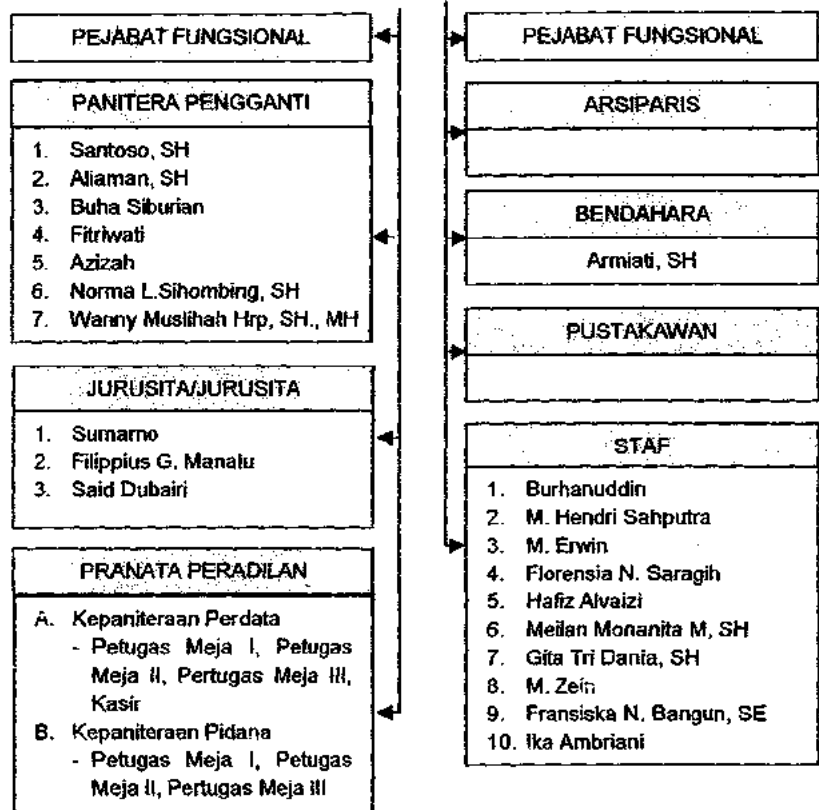 PEJABAT FUNGSIONAL
PANITERA PENGGANTI
1. Santoso, SH
2. Aliaman, SH
3. Buha Siburian
4. Fitriwati
5. Azizah
6. Norma L.Sihombing, SH
7. Wanny Muslihah Hrp, SH., MH
JURUSITA/JURUSITA
1. Sumarno
2. Filippius G. Manalu
3. Said Dubairi
PRANATA PERADILAN
A. Kepaniteraan Perdata
- Petugas Meja I, Petugas
Meja II, Pertugas Meja III,
Kasir
B. Kepaniteraan Pidana
- Petugas Meja I, Petugas
Meja II, Pertugas Meja III
PEJABAT FUNGSIONAL
ARSIPARIS
BENDAHARA
Armiati, SH
PUSTAKAWAN
STAF
1. Burhanuddin
2. M. Hendri Sahputra
3. M. Erwin
4. Florensia N. Saragih
5. Hafiz Alvaizi
6. Meilan Monanita M, SH
7. Gita Tri Dania, SH
8. M. Zein
9. Fransiska N. Bangun, SE
10. Ika Ambriani